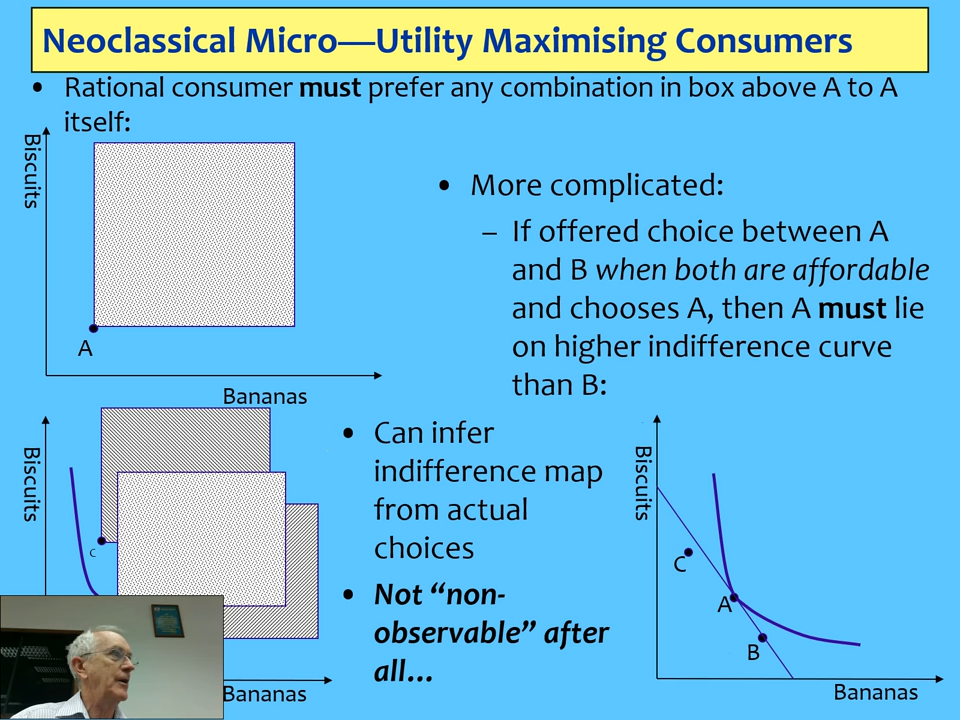 Neoclassical Micro—Utility Maximising Consumers
• Rational consumer must prefer any combination in box above A to A
itself:
Biscuits
A
Bananas
• More complicated:
– If offered choice between A
and B when both are affordable
and chooses A, then A must lie
on higher indifference curve
than B:
Biscuits
C
Bananas
• Can infer
indifference map
from actual
choices
• Not “non-
observable” after
all…
Biscuits
C
A
B
Bananas